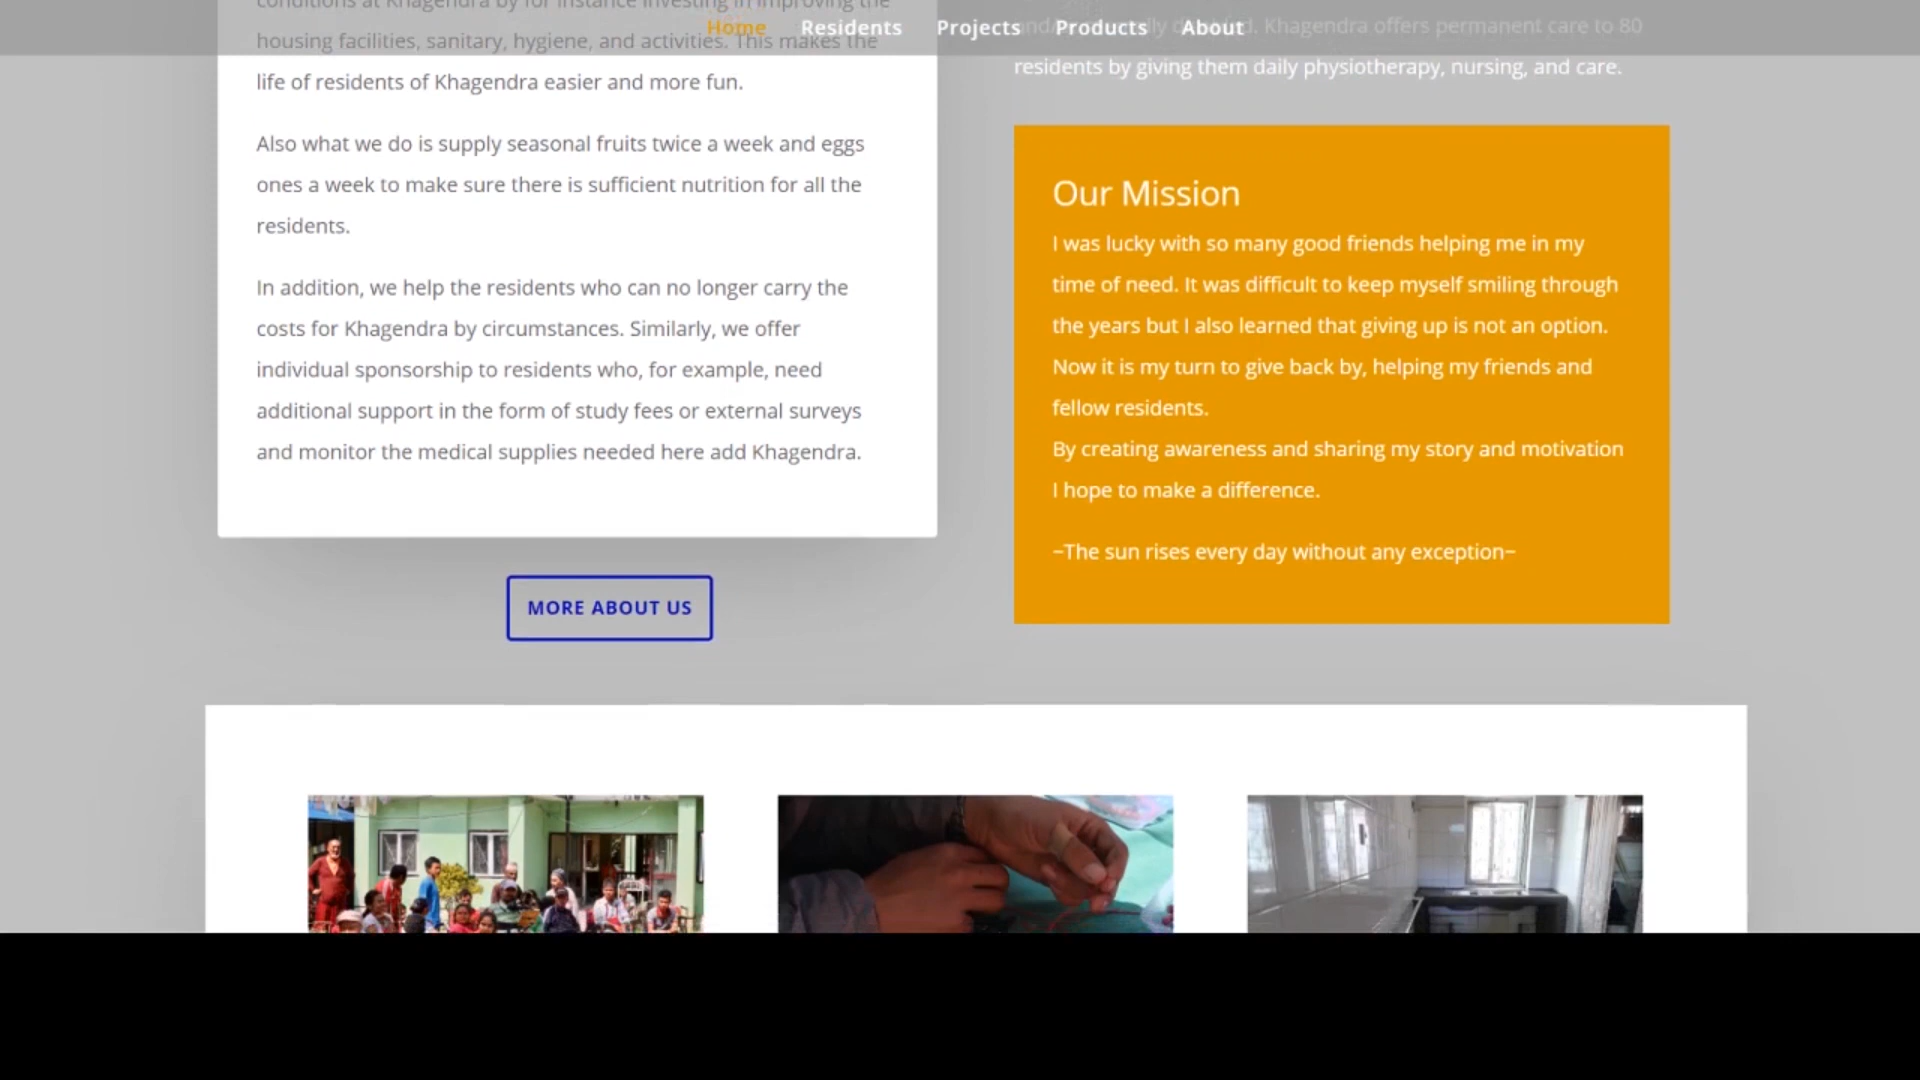 Home Residents Projects Products About
conditions at Khagendra by for instance investing in improving the
housing facilities, sanitary, hygiene, and activities. This makes the
life of residents of Khagendra easier and more fun.
Also what we do is supply seasonal fruits twice a week and eggs
ones a week to make sure there is sufficient nutrition for all the
residents.
In addition, we help the residents who can no longer carry the
costs for Khagendra by circumstances. Similarly, we offer
individual sponsorship to residents who, for example, need
additional support in the form of study fees or external surveys
and monitor the medical supplies needed here add Khagendra.
MORE ABOUT US
Khagendra offers permanent care to 80
residents by giving them daily physiotherapy, nursing, and care.
Our Mission
I was lucky with so many good friends helping me in my
time of need. It was difficult to keep myself smiling through
the years but I also learned that giving up is not an option.
Now it is my turn to give back by, helping my friends and
fellow residents.
By creating awareness and sharing my story and motivation
I hope to make a difference.
~The sun rises every day without any exception~